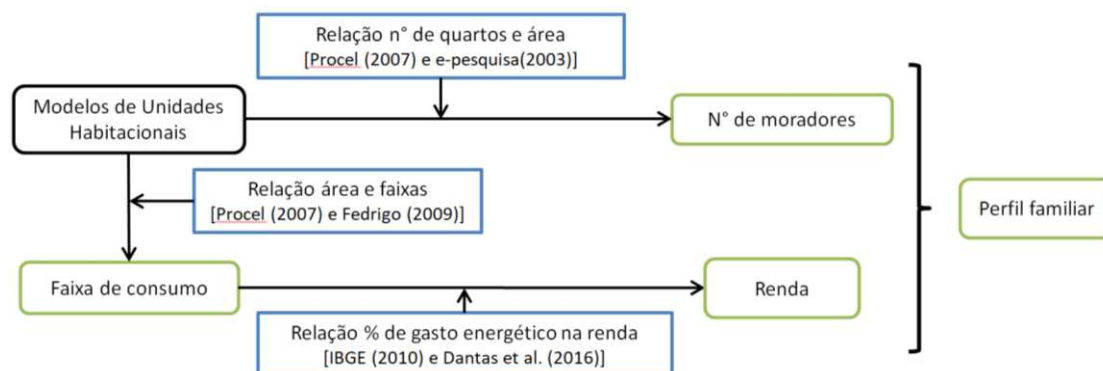 Relação n° de quartos e área
[Procel (2007) e e-pesquisa(2003)]
Modelos de Unidades
Habitacionais
N° de moradores
Relação área e faixas
[Procel (2007) e Fedrigo (2009)]
Perfil familiar
Faixa de consumo
Renda
Relação % de gasto energético na renda
[IBGE (2010) e Dantas et al. (2016)]